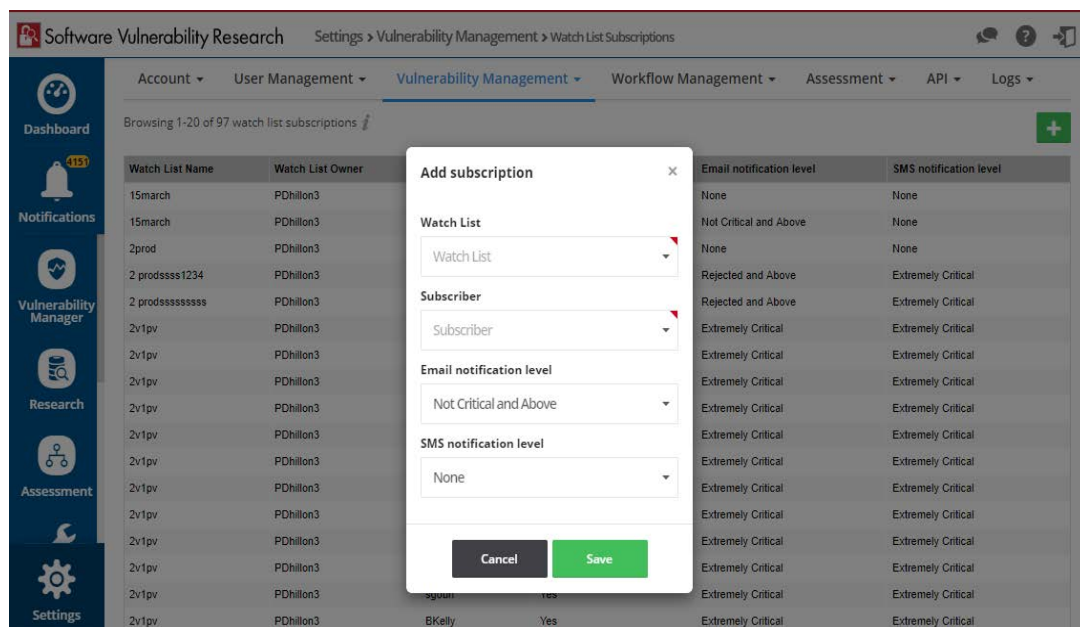 Software Vulnerability Research Settings > Vulnerability Management > Watch List Subscriptions
Account User Management Vulnerability Management Workflow Management Assessment API Logs
Dashboard
Browsing 1-20 of 97 watch list subscriptions i
+
4151
Notifications
Vulnerability
Manager
Research
Assessment
Settings
Watch List Name Watch List Owner Email notification level SMS notification level
15march PDhillon3 None None
15march PDhillon3 Not Critical and Above None
2prod PDhillon3 None None
2 prodssss1234 PDhillon3 Rejected and Above Extremely Critical
2 prodsssssssss PDhillon3 Rejected and Above Extremely Critical
2v1pv PDhillon3 Extremely Critical Extremely Critical
2v1pv PDhillon3 Extremely Critical Extremely Critical
2v1pv PDhillon3 Extremely Critical Extremely Critical
2v1pv PDhillon3 Extremely Critical Extremely Critical
2v1pv PDhillon3 Extremely Critical Extremely Critical
2v1pv PDhillon3 Extremely Critical Extremely Critical
2v1pv PDhillon3 Extremely Critical Extremely Critical
2v1pv PDhillon3 Extremely Critical Extremely Critical
2v1pv PDhillon3 Extremely Critical Extremely Critical
2v1pv PDhillon3 Extremely Critical Extremely Critical
2v1pv PDhillon3 Yes Extremely Critical Extremely Critical
2v1pv PDhillon3 BKelly Yes Extremely Critical Extremely Critical
Add subscription ×
Watch List
Watch List
Subscriber
Subscriber
Email notification level
Not Critical and Above
SMS notification level
None
Cancel Save